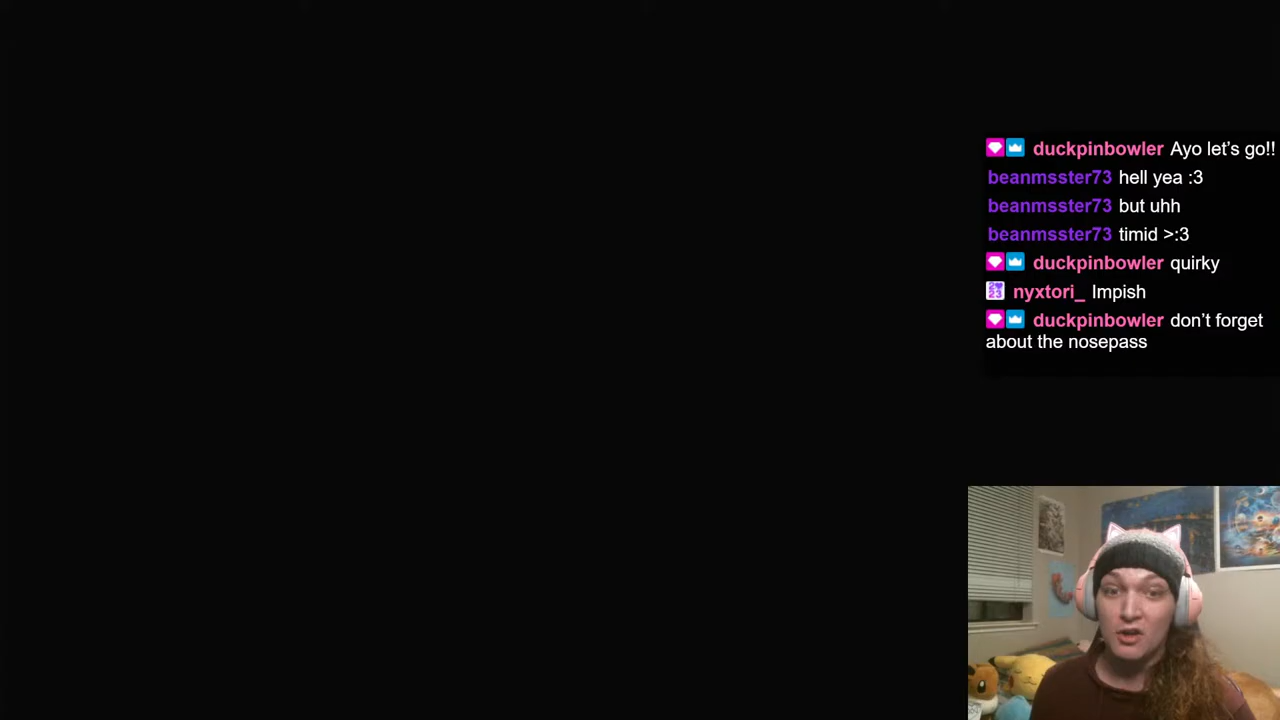 duckpinbowler Ayo let’s go!!
beanmsster73 hell yea :3
beanmsster73 but uhh
beanmsster73 timid >:3
duckpinbowler quirky
nyxtori_ Impish
duckpinbowler don’t forget
about the nosepass